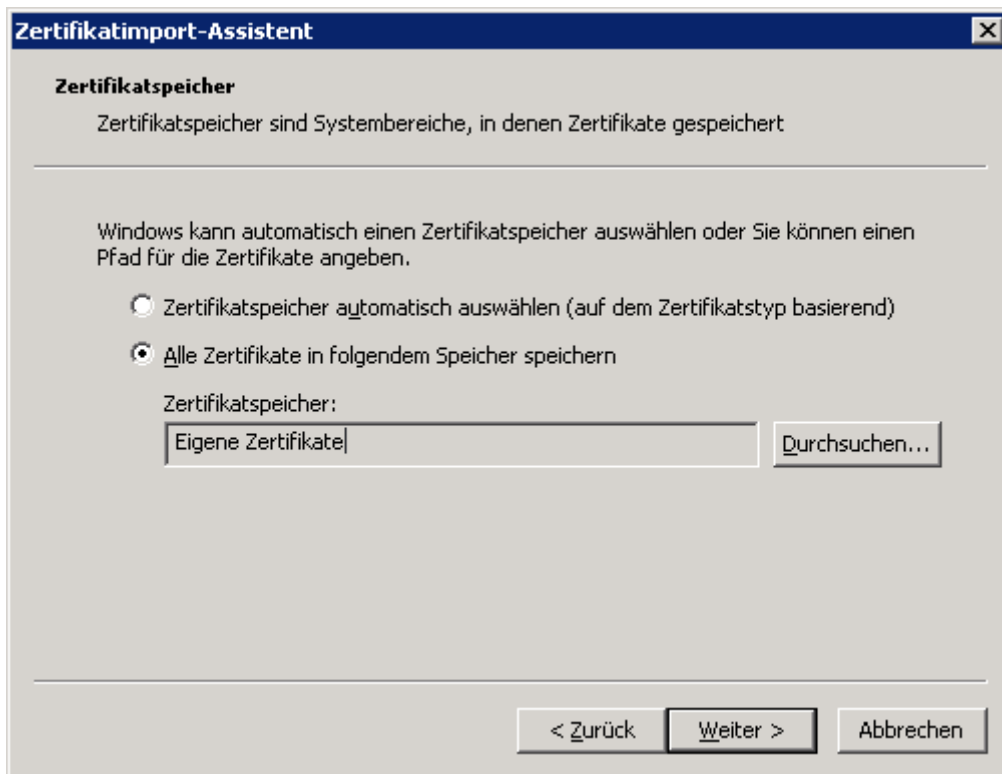 Zertifikatimport-Assistent
Zertifikatspeicher
Zertifikatspeicher sind Systembereiche, in denen Zertifikate gespeichert
Windows kann automatisch einen Zertifikatspeicher auswählen oder Sie können einen
Pfad für die Zertifikate angeben.
Zertifikatspeicher automatisch auswählen (auf dem Zertifikatstyp basierend)
Alle Zertifikate in folgendem Speicher speichern
Zertifikatspeicher:
Eigene Zertifikate
Durchsuchen...
< Zurück
Weiter >
Abbrechen